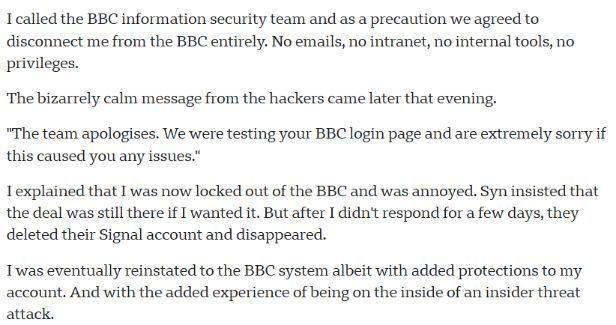 I called the BBC information security team and as a precaution we agreed to
disconnect me from the BBC entirely. No emails, no intranet, no internal tools, no
privileges.
The bizarrely calm message from the hackers came later that evening.
"The team apologises. We were testing your BBC login page and are extremely sorry if
this caused you any issues."
I explained that I was now locked out of the BBC and was annoyed. Syn insisted that
the deal was still there if I wanted it. But after I didn't respond for a few days, they
deleted their Signal account and disappeared.
I was eventually reinstated to the BBC system albeit with added protections to my
account. And with the added experience of being on the inside of an insider threat
attack.